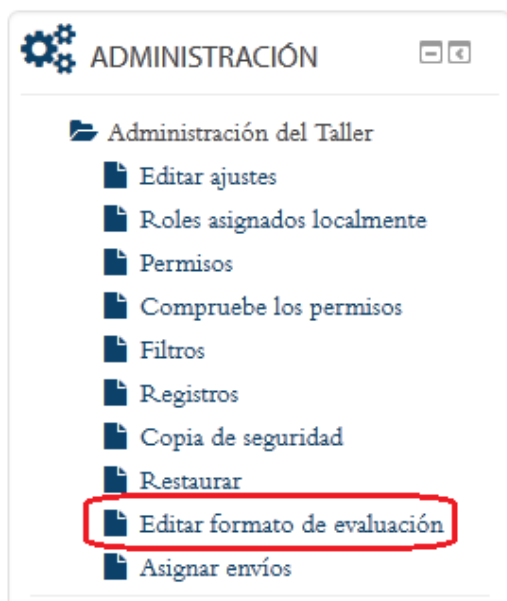 ADMINISTRACIÓN
Administración del Taller
Editar ajustes
Roles asignados localmente
Permisos
Compruebe los permisos
Filtros
Registros
Copia de seguridad
Restaurar
Editar formato de evaluación
Asignar envíos